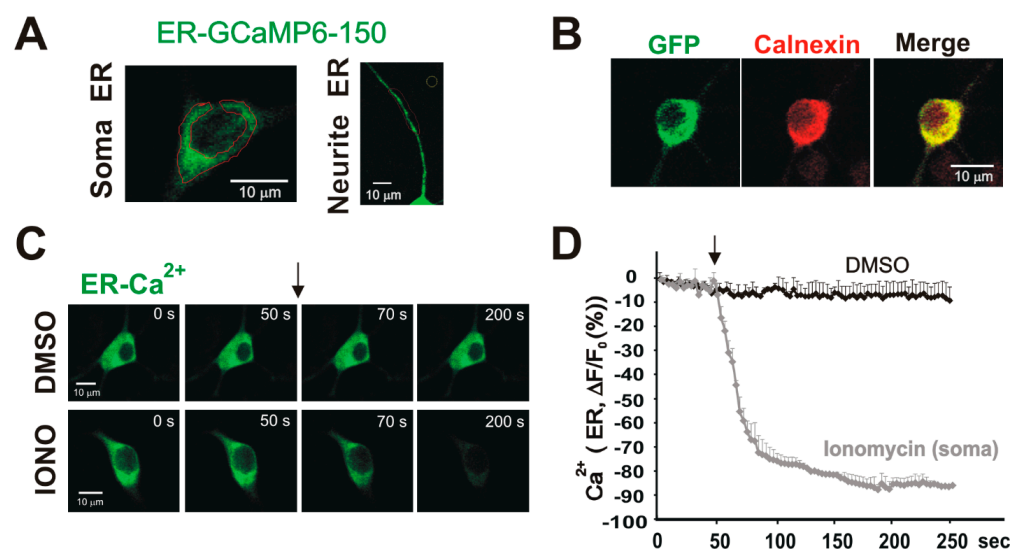 A
ER-GCaMP6-150
Soma ER
10 µm
Neurite ER
10 µm
B
GFP
Calnexin
Merge
10 µm
C
ER-Ca²⁺
DMSO
0 s
50 s
70 s
200 s
10 µm
IONO
0 s
50 s
70 s
200 s
10 µm
D
Ca²⁺ ( ER, ΔF/F₀(%))
0
-10
-20
-30
-40
-50
-60
-70
-80
-90
-100
DMSO
Ionomycin (soma)
0 50 100 150 200 250 sec